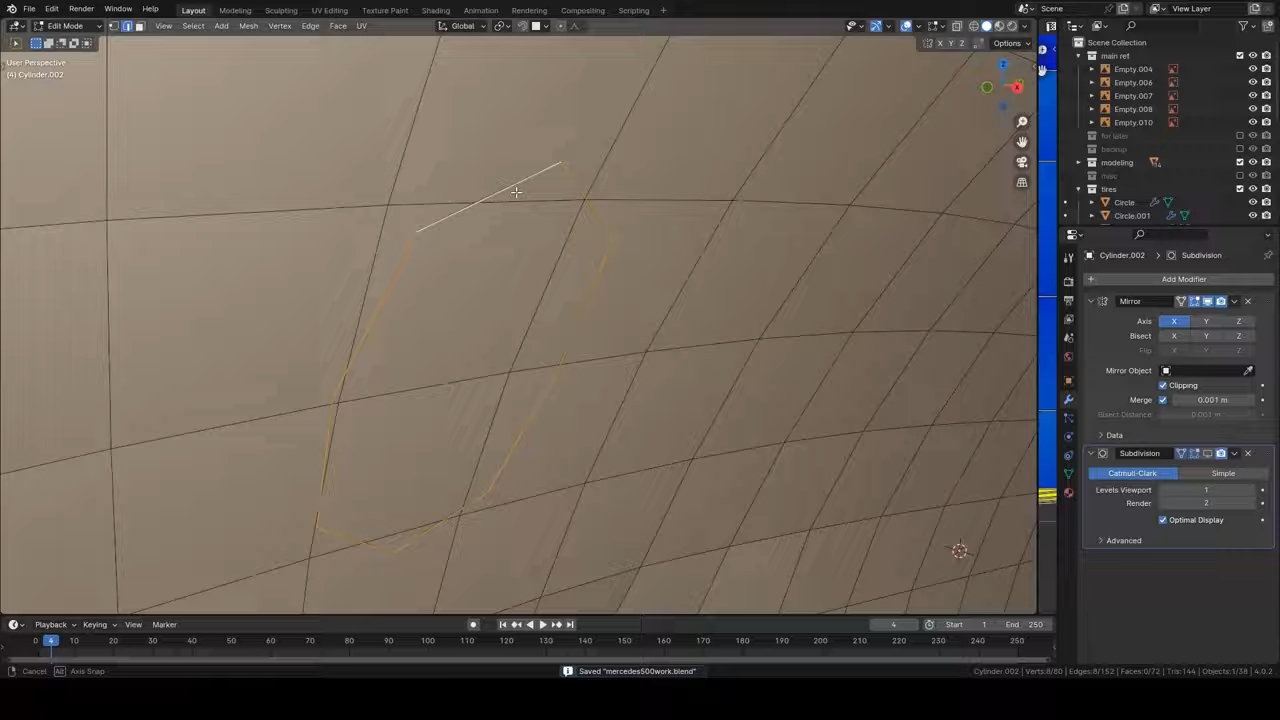 File Edit Render Window Help Layout Modeling Sculpting UV Editing Texture Paint Shading Animation Rendering Compositing Scripting Scene View Layer
Edit Mode View Select Add Mesh Vertex Edge Face UV Global
X Y Z Options
User Perspective
(4) Cylinder.002
Z
X
Scene Collection
main ref
Empty.004
Empty.006
Empty.007
Empty.008
Empty.010
for later
backup
modeling
misc
tires
Circle
Circle.001
Cylinder.002 > Subdivision
Add Modifier
Mirror
Axis X Y Z
Bisect X Y Z
Flip X Y Z
Mirror Object
Clipping
Merge 0.001 m
Bisect Distance 0.001 m
Data
Subdivision
Catmull-Clark Simple
Levels Viewport 1
Render 2
Optimal Display
Advanced
Playback Keying View Marker 4 Start 1 End 250
0 4 10 20 30 40 50 60 70 80 90 100 110 120 130 140 150 160 170 180 190 200 210 220 230 240 250
Cancel Alt Axis Snap Saved "mercedes500work.blend" Cylinder.002 | Verts:8/80 | Edges:8/152 | Faces:0/72 | Tris:144 | Objects:1/38 | 4.0.2